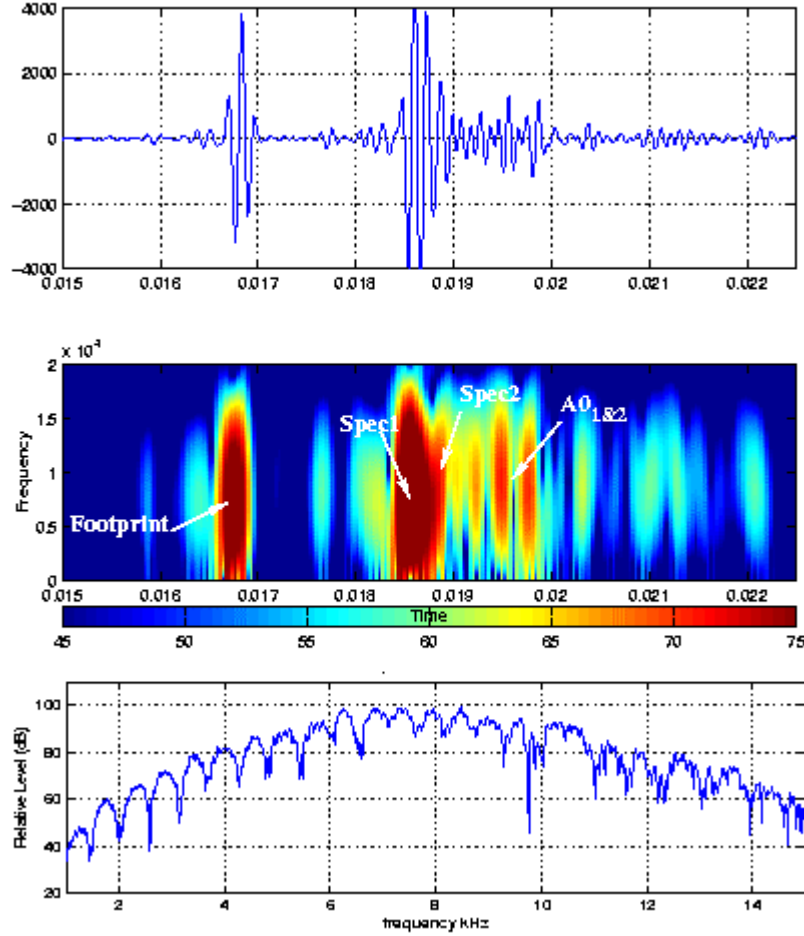 4000
2000
0
−2000
−4000
0.015 0.016 0.017 0.018 0.019 0.02 0.021 0.022
x 10⁴
2
1.5
1
0.5
0
Frequency
Footprint
Spec1
Spec2
A0₁&₂
0.015 0.016 0.017 0.018 0.019 0.02 0.021 0.022
Time
45 50 55 60 65 70 75
100
80
60
40
20
Relative Level (dB)
2 4 6 8 10 12 14
frequency kHz